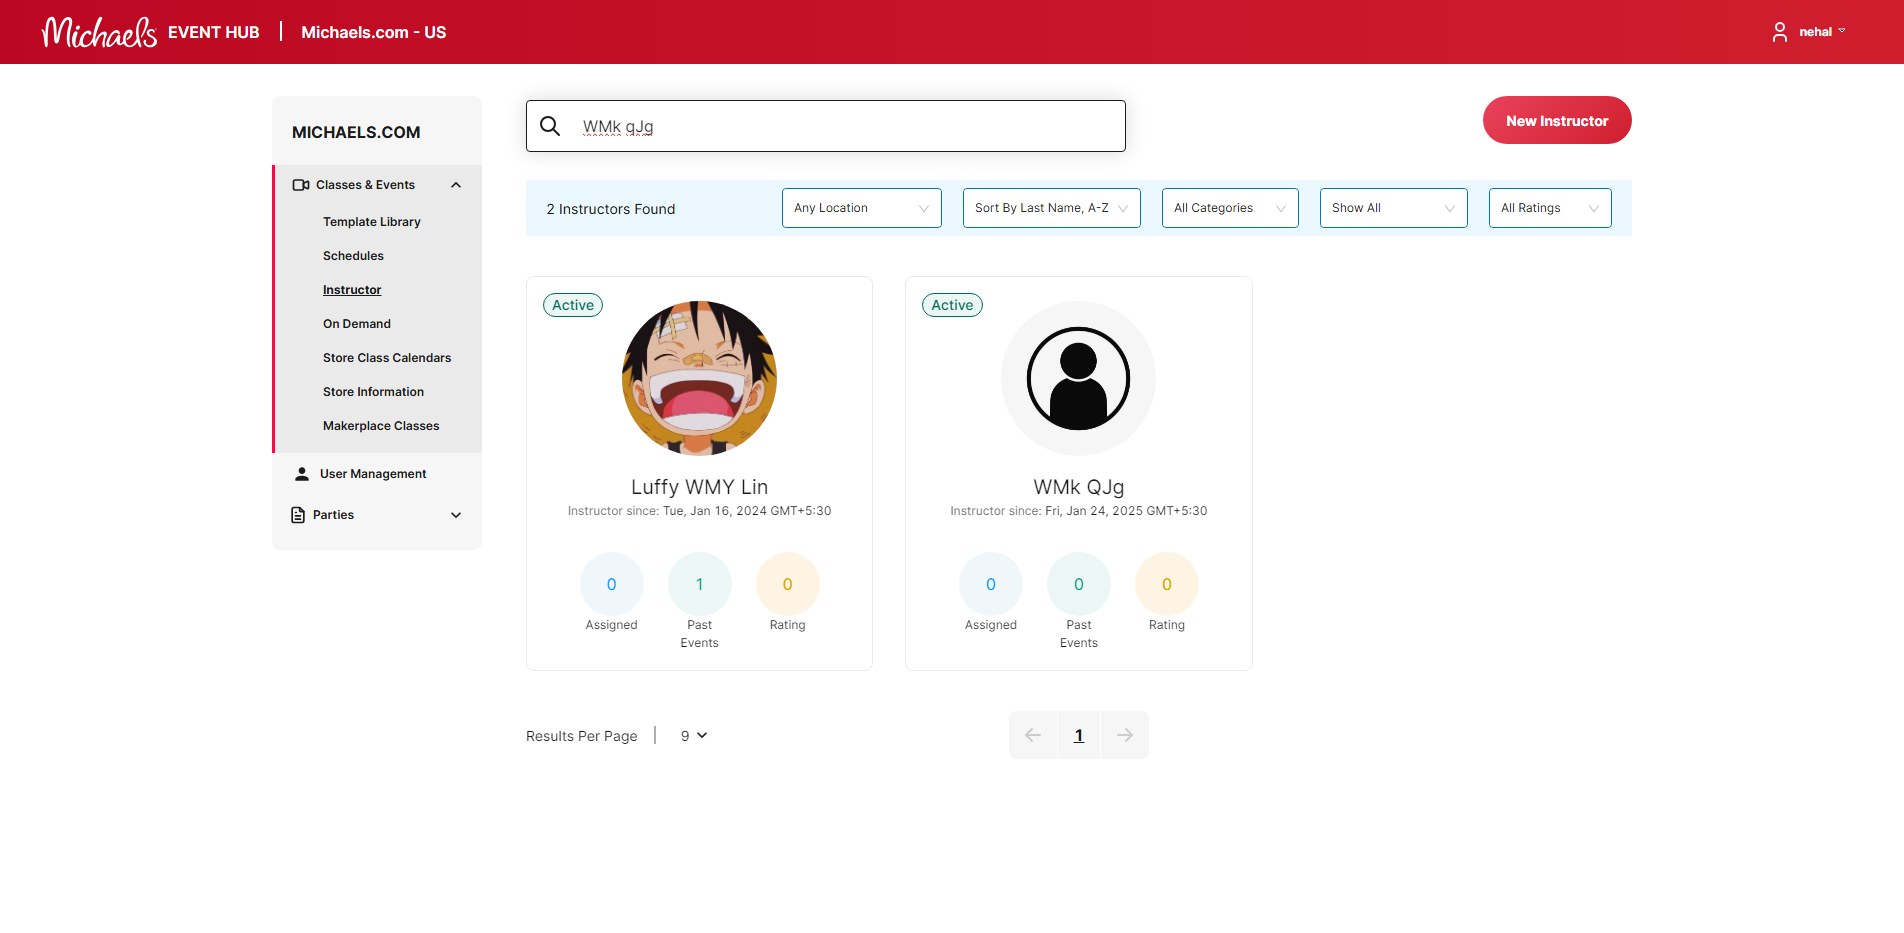 Michaels EVENT HUB Michaels.com - US
nehal
MICHAELS.COM
Classes & Events
Template Library
Schedules
Instructor
On Demand
Store Class Calendars
Store Information
Makerplace Classes
User Management
Parties
WMk qJg
New Instructor
2 Instructors Found
Any Location
Sort By Last Name, A-Z
All Categories
Show All
All Ratings
Active
Luffy WMY Lin
Instructor since: Tue, Jan 16, 2024 GMT+5:30
0
Assigned
1
Past
Events
0
Rating
Active
WMk QJg
Instructor since: Fri, Jan 24, 2025 GMT+5:30
0
Assigned
0
Past
Events
0
Rating
Results Per Page
9
1